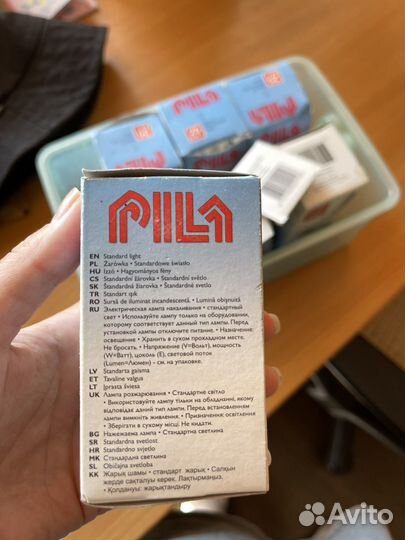 PILA
PILA
PILA
EN Standard light
PL Żarówka • Standardowe światło
HU Izzó • Hagyományos fény
CS Standardní žárovka • Standardní světlo
SK Štandardná žiarovka • Štandardné svetlo
TR Standart ışık
RO Sursă de iluminat incandescentă, • Lumină obișnuită
RU Электрическая лампа накаливания • стандартный
свет • Используйте лампу только на оборудовании,
которому соответствует данный тип лампы. Перед
установкой лампы отключите питание. • Назначение
освещение • Хранить в сухом прохладном месте.
Не бросать. • Напряжение (V=Вольт), мощность
(W=Ватт), цоколь (E), световой поток
(Lumen=Люмен) - см. на упаковке.
LV Standarta gaisma
ET Tavaline valgus
LT Įprasta šviesa
UK Лампа розжарювання • Стандартне світло
• Використовуйте лампу тільки на обладнанні, якому
відповідає даний тип лампи. Перед встановленням
лампи вимкніть живлення. • Призначення: освітлення
• Зберігати в сухому місці. Не кидати.
BG Нажежаема лампа • Стандартна светлина
SR Standardna svetlost
HR Standardno svjetlo
MK Стандардна светлина
SL Običajna svetloba
KK Жарық шамы • стандарт жарық • Салқын
жерде сақталуы керек. Лақтырмаңыз.
Қолдануы: жарықтандыру
Avito